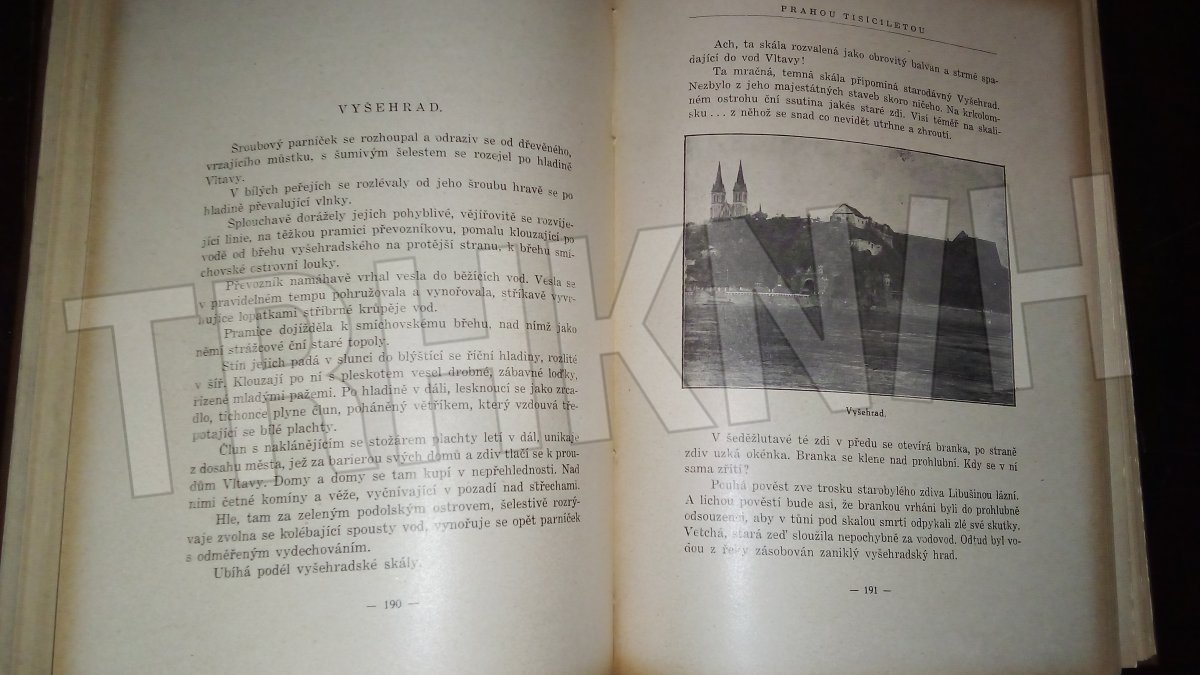 VYŠEHRAD.
Šroubový parníček se rozhoupal a odraziv se od dřevěného,
vrzajícího můstku, s šumivým šelestem se rozejel po hladině
Vltavy.
V bílých peřejích se rozlévaly od jeho šroubu hravě se po
hladině převalující vlnky.
Šplouchavě dorážely jejich pohyblivé, vějířovitě se rozvíje-
jící linie, na těžkou pramici převozníkovu, pomalu klouzající po
vodě od břehu vyšehradského na protější stranu, k břehu smí-
chovské ostrovní louky.
Převozník namáhavě vrhal vesla do běžících vod. Vesla se
v pravidelném tempu pohružovala a vynořovala, stříkavě vyvr-
hujíce lopatkami stříbrné krůpěje vod.
Pramice dojížděla k smíchovskému břehu, nad nímž jako
němí strážcové ční staré topoly.
Stín jejich padá v slunci do blýštící se říční hladiny, rozlité
v šíř. Klouzají po ní s pleskotem vesel drobné, zábavné loďky,
řízené mladými pažemi. Po hladině v dáli, lesknoucí se jako zrca-
dlo, tichonce plyne člun, poháněný větříkem, který vzdouvá tře-
potající se bílé plachty.
Člun s nakláněJícím se stožárem plachty letí v dál, unikaje
z dosahu města, jež za barierou svých domů a zdiv tlačí se k prou-
dům Vltavy. Domy a domy se tam kupí v nepřehlednosti. Nad
nimi četné komíny a věže, vyčnívající v pozadí nad střechami.
Hle, tam za zeleným podolským ostrovem, šelestivě rozrý-
vaje zvolna se kolébající spousty vod, vynořuje se opět parníček
s odměřeným vydechováním.
Ubíhá podél vyšehradské skály.
— 190 —
PRAHOU TISÍCILETOU
Ach, ta skála rozvalená jako obrovitý balvan a strmě spa-
dající do vod Vltavy!
Ta mračná, temná skála připomíná starodávný Vyšehrad.
Nezbylo z jeho majestátných staveb skoro ničeho. Na krkolom-
ném ostrohu ční ssutina jakés staré zdi. Visí téměř na skali-
sku . . . z něhož se snad co nevidět utrhne a zhroutí.
Vyšehrad.
V šeděžlutavé té zdi v předu se otevírá branka, po straně
zdiv uzká okénka. Branka se klene nad prohlubní. Kdy se v ní
sama zřítí?
Pouhá pověst zve trosku starobylého zdiva Libušinou lázní.
A lichou pověstí bude asi, že brankou vrháni byli do prohlubně
odsouzenci, aby v tůni pod skalou smrtí odpykali zlé své skutky.
Vetchá, stará zeď sloužila nepochybně za vodovod. Odtud byl vo-
dou z řeky zásobován zaniklý vyšehradský hrad.
— 191 —
TRHKNIH